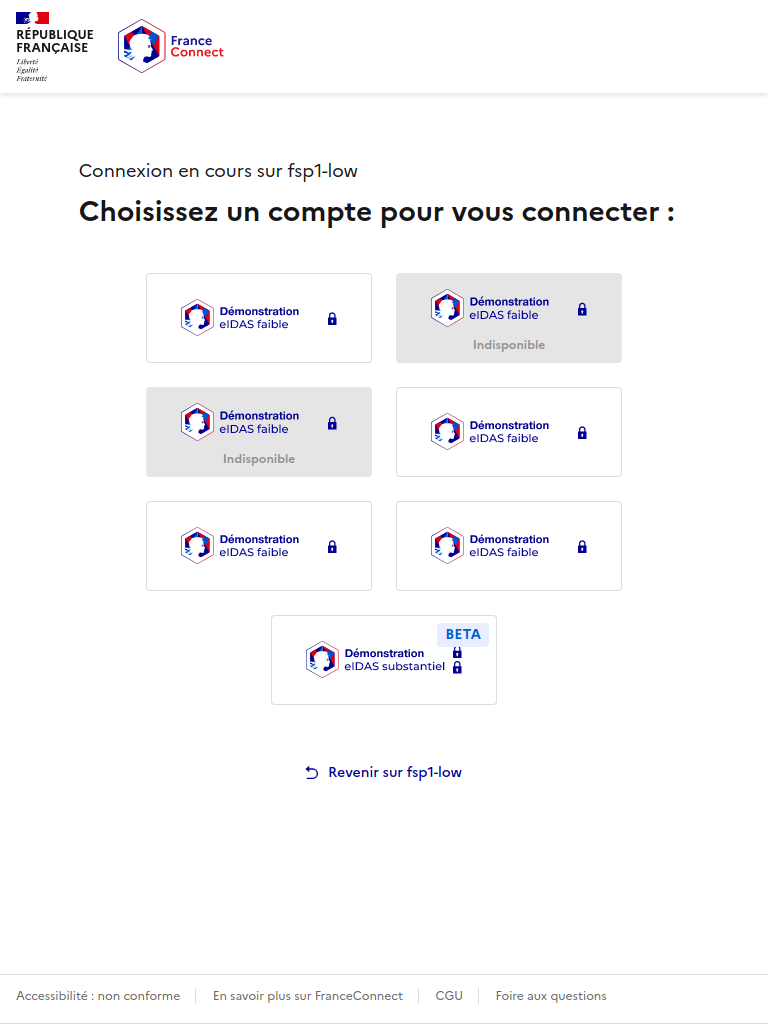 RÉPUBLIQUE
FRANÇAISE
Liberté
Égalité
Fraternité
France
Connect
Connexion en cours sur fsp1-low
Choisissez un compte pour vous connecter :
Démonstration
eIDAS faible
Démonstration
eIDAS faible
Indisponible
Démonstration
eIDAS faible
Indisponible
Démonstration
eIDAS faible
Démonstration
eIDAS faible
Démonstration
eIDAS faible
BETA
Démonstration
eIDAS substantiel
Revenir sur fsp1-low
Accessibilité : non conforme
En savoir plus sur FranceConnect
CGU
Foire aux questions